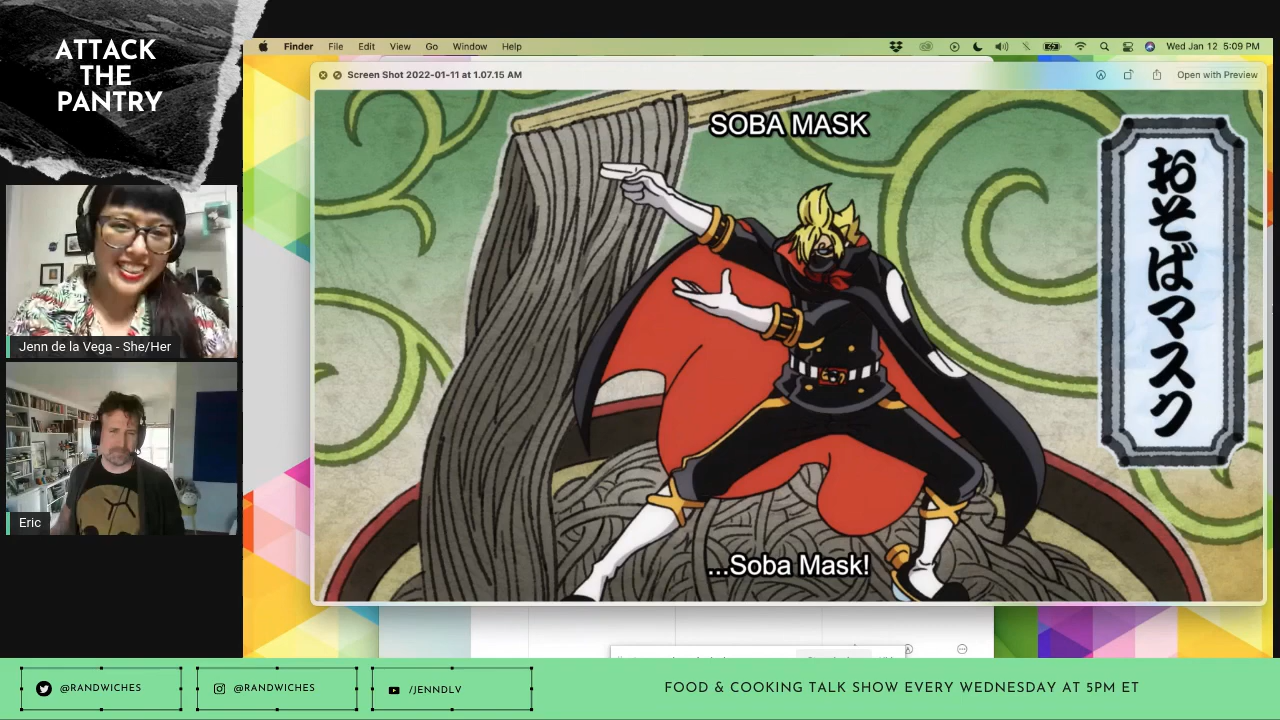 ATTACK
THE
PANTRY
Finder File Edit View Go Window Help
Wed Jan 12 5:09 PM
Screen Shot 2022-01-11 at 1.07.15 AM
Open with Preview
SOBA MASK
おそばマスク
...Soba Mask!
Jenn de la Vega - She/Her
Eric
@RANDWICHES
@RANDWICHES
/JENNDLV
FOOD & COOKING TALK SHOW EVERY WEDNESDAY AT 5PM ET